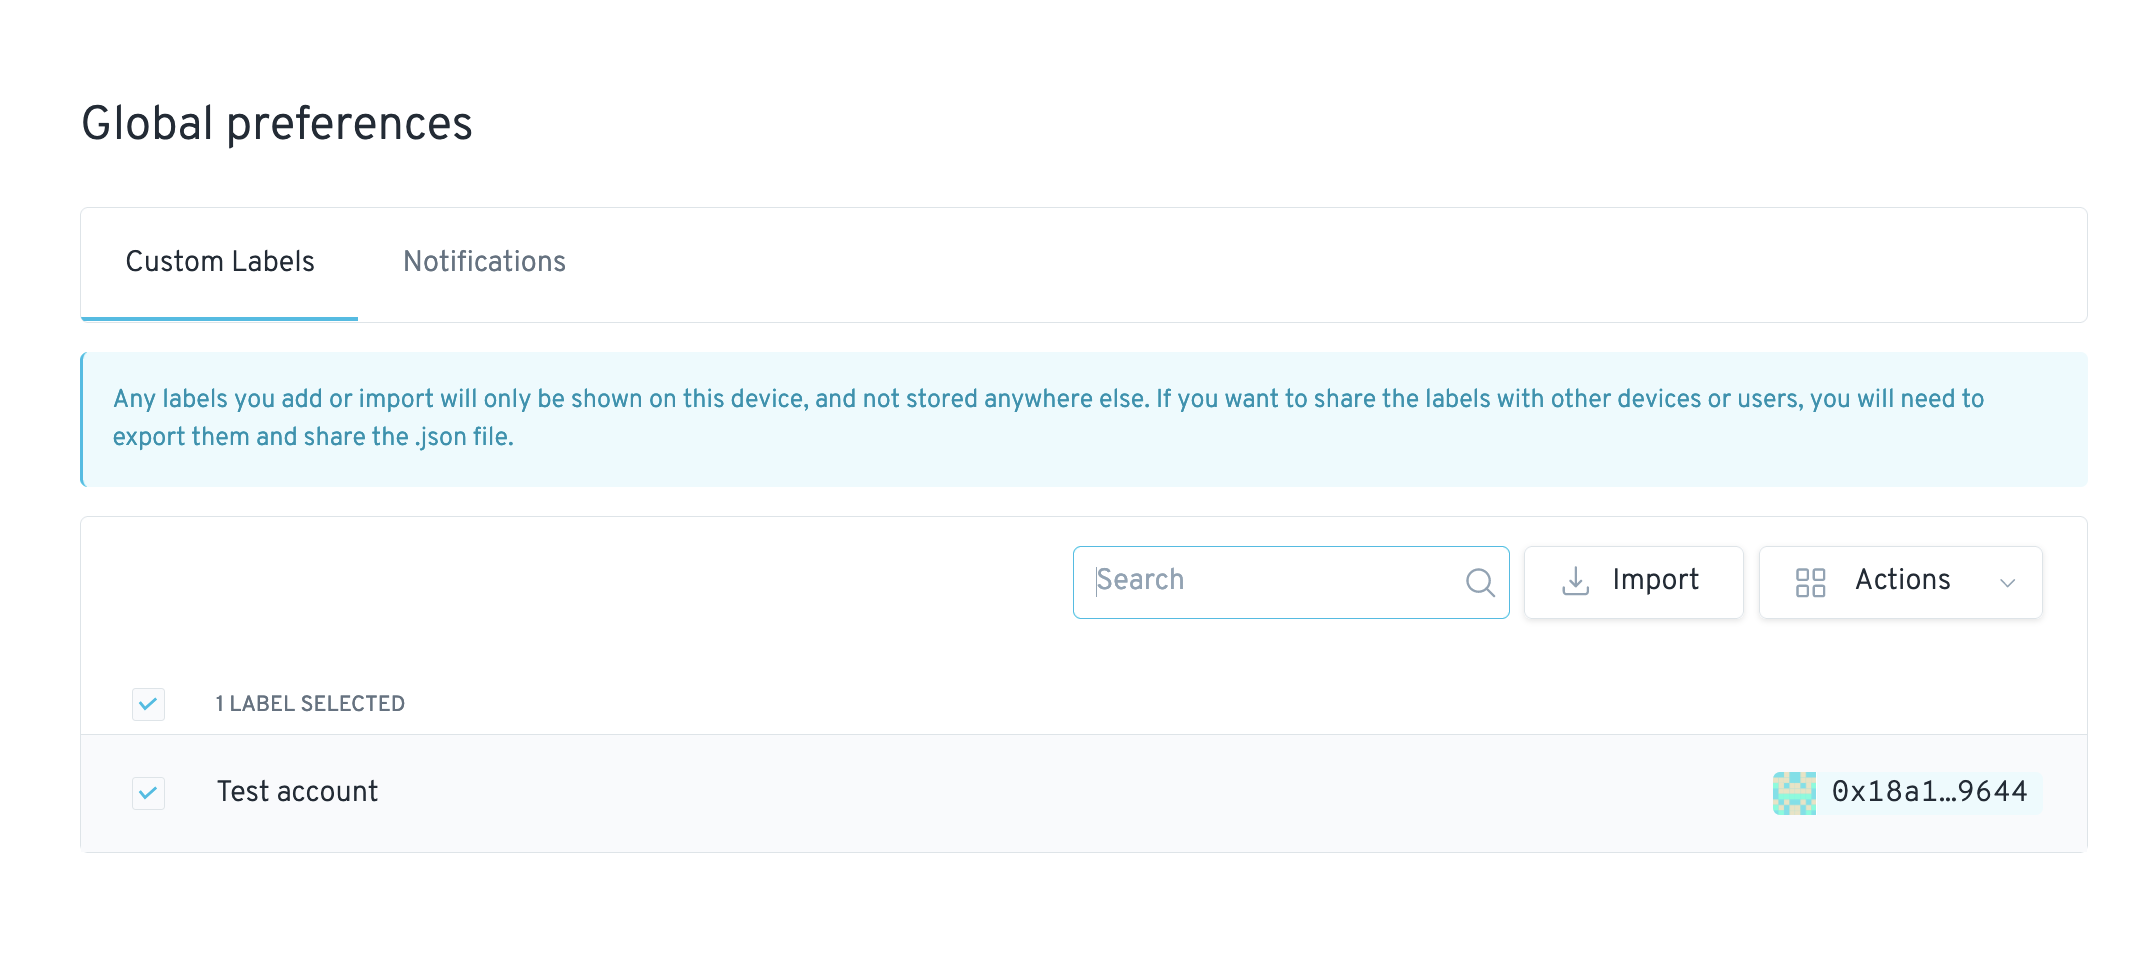 Global preferences
Custom Labels
Notifications
Any labels you add or import will only be shown on this device, and not stored anywhere else. If you want to share the labels with other devices or users, you will need to
export them and share the .json file.
Search
Import
Actions
1 LABEL SELECTED
Test account
0x18a1…9644